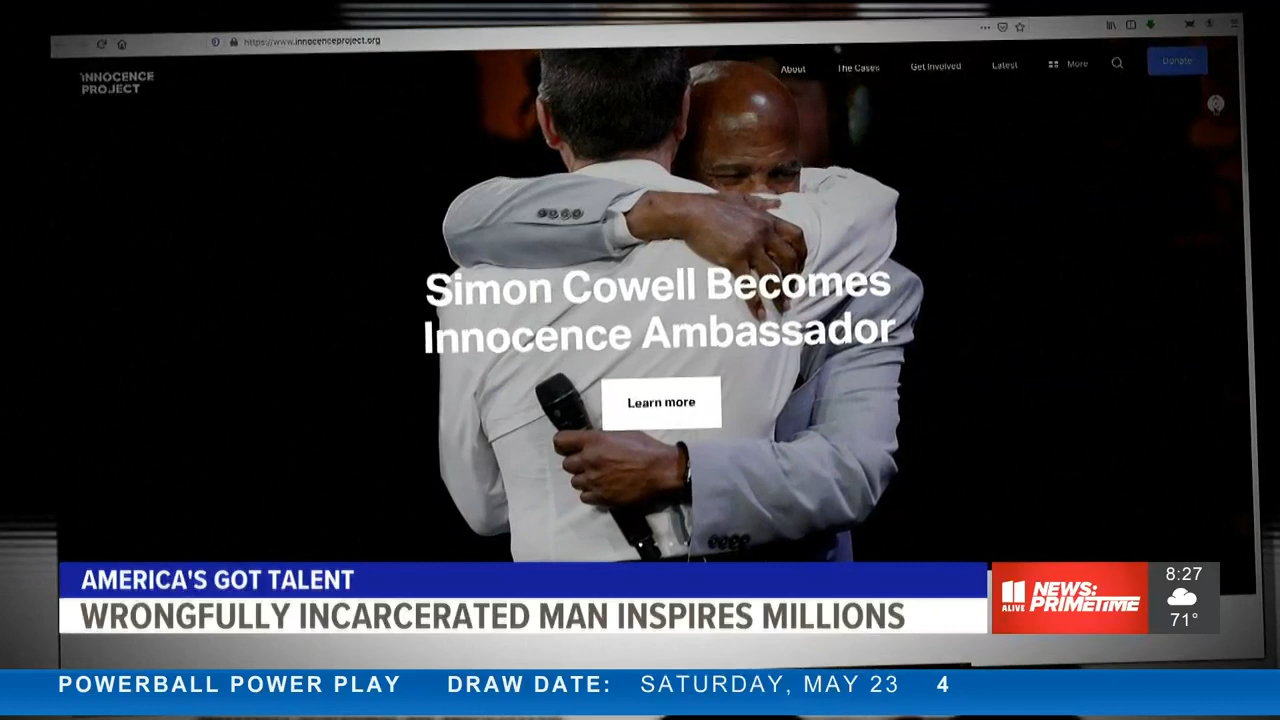 https://www.innocenceproject.org
INNOCENCE
PROJECT
About The Cases Get Involved Latest More Donate
Simon Cowell Becomes
Innocence Ambassador
Learn more
AMERICA'S GOT TALENT
WRONGFULLY INCARCERATED MAN INSPIRES MILLIONS
11 ALIVE NEWS: PRIMETIME
8:27
71°
POWERBALL POWER PLAY DRAW DATE: SATURDAY, MAY 23 4